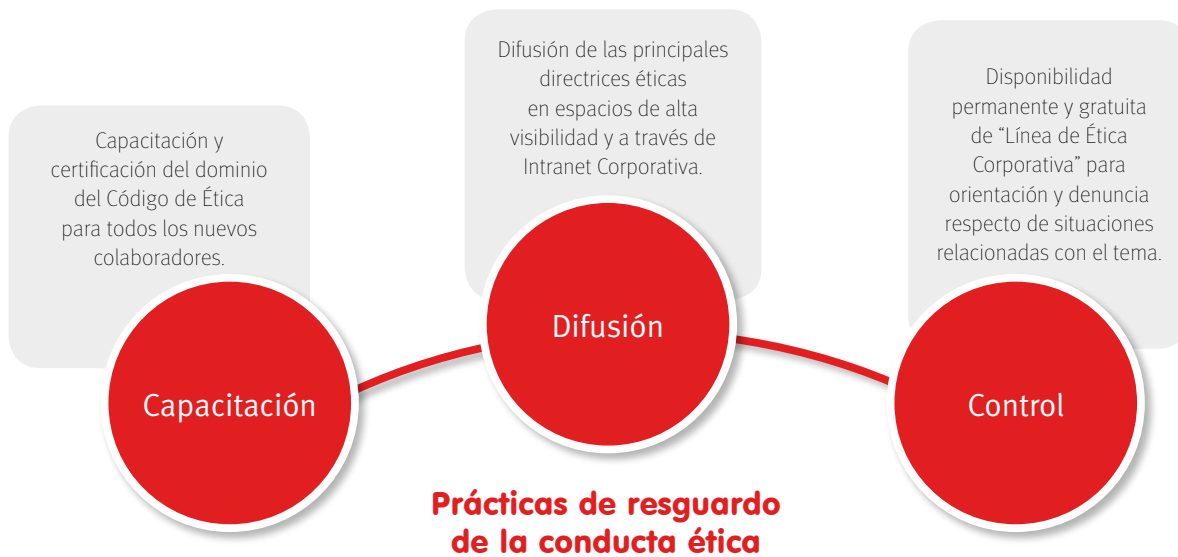 Capacitación y
certificación del dominio
del Código de Ética
para todos los nuevos
colaboradores.
Capacitación
Difusión de las principales
directrices éticas
en espacios de alta
visibilidad y a través de
Intranet Corporativa.
Difusión
Disponibilidad
permanente y gratuita
de “Línea de Ética
Corporativa” para
orientación y denuncia
respecto de situaciones
relacionadas con el tema.
Control
Prácticas de resguardo
de la conducta ética